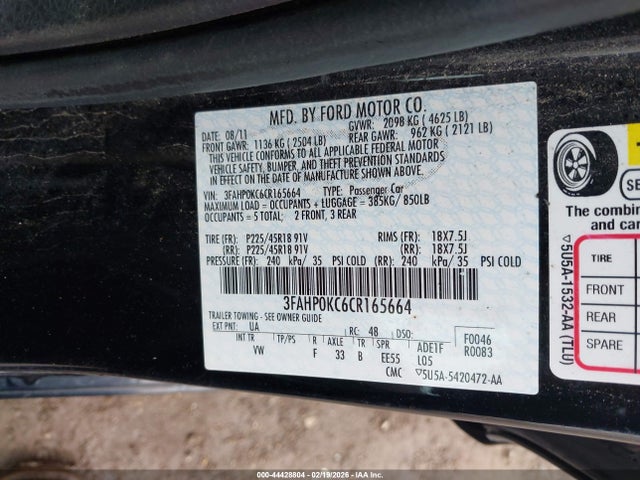 MFD. BY FORD MOTOR CO.
DATE: 08/11
GVWR: 2098 KG ( 4625 LB)
FRONT GAWR: 1136 KG ( 2504 LB)
REAR GAWR: 962 KG ( 2121 LB)
THIS VEHICLE CONFORMS TO ALL APPLICABLE FEDERAL MOTOR
VEHICLE SAFETY, BUMPER, AND THEFT PREVENTION STANDARDS
IN EFFECT ON THE DATE OF MANUFACTURE SHOWN ABOVE.
VIN: 3FAHP0KC6CR165664 TYPE: Passenger Car
MAXIMUM LOAD = OCCUPANTS + LUGGAGE = 385KG/ 850LB
OCCUPANTS = 5 TOTAL; 2 FRONT, 3 REAR
TIRE (FR): P225/45R18 91V RIMS (FR): 18X7.5J
(RR): P225/45R18 91V (RR): 18X7.5J
PRESSURE (FR): 240 kPa/ 35 PSI COLD (RR): 240 kPa/ 35 PSI COLD
3FAHP0KC6CR165664
TRAILER TOWING - SEE OWNER GUIDE
EXT PNT: UA RC: 48 DSO: F0046
INT TR TP/PS R AXLE TR SPR ADEIF R0083
VW F 33 B EE55 L05
CMC 5U5A-5420472-AA
The combin
and car
TIRE
FRONT
REAR
SPARE
5U5A-1532-AA (TLU)
000-44428804 - 02/19/2026 - IAAI.COM